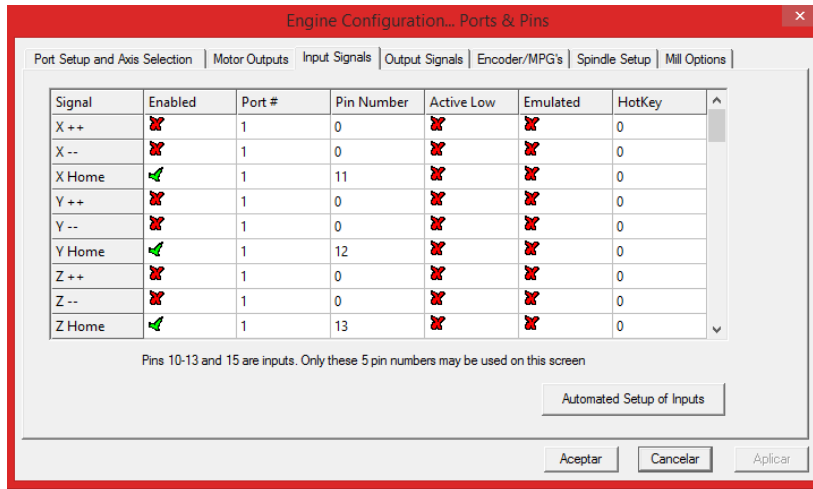 Engine Configuration... Ports & Pins
Port Setup and Axis Selection Motor Outputs Input Signals Output Signals Encoder/MPG's Spindle Setup Mill Options
Signal Enabled Port # Pin Number Active Low Emulated HotKey
X ++ 1 0 0
X -- 1 0 0
X Home 1 11 0
Y ++ 1 0 0
Y -- 1 0 0
Y Home 1 12 0
Z ++ 1 0 0
Z -- 1 0 0
Z Home 1 13 0
Pins 10-13 and 15 are inputs. Only these 5 pin numbers may be used on this screen
Automated Setup of Inputs
Aceptar Cancelar Aplicar